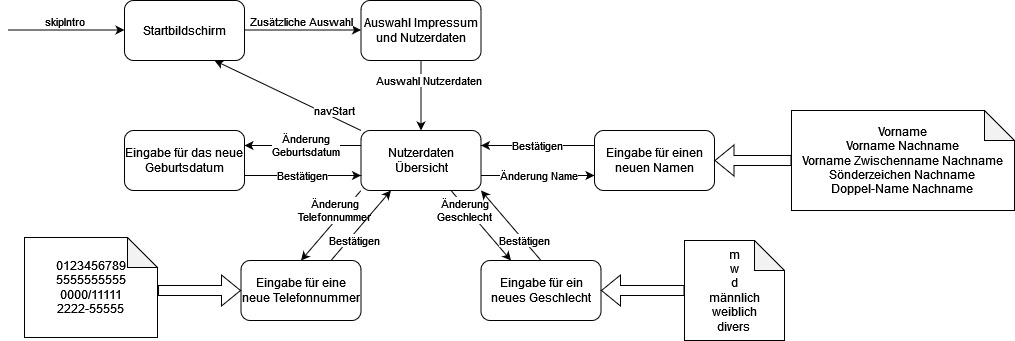 skipIntro
Startbildschirm
Zusätzliche Auswahl
Auswahl Impressum
und Nutzerdaten
Auswahl Nutzerdaten
navStart
Eingabe für das neue
Geburtsdatum
Änderung
Geburtsdatum
Bestätigen
Nutzerdaten
Übersicht
Bestätigen
Änderung Name
Eingabe für einen
neuen Namen
Vorname
Vorname Nachname
Vorname Zwischenname Nachname
Sönderzeichen Nachname
Doppel-Name Nachname
Änderung
Telefonnummer
Bestätigen
Änderung
Geschlecht
Bestätigen
0123456789
5555555555
0000/11111
2222-55555
Eingabe für eine
neue Telefonnummer
Eingabe für ein
neues Geschlecht
m
w
d
männlich
weiblich
divers